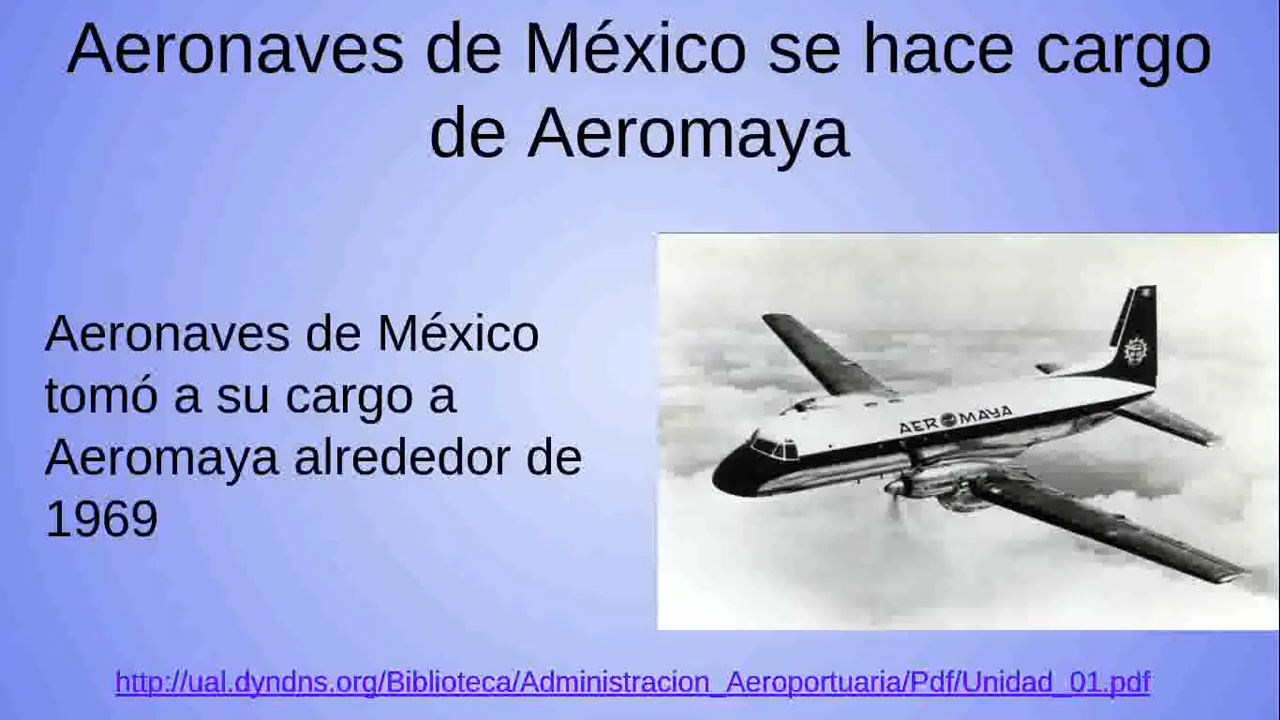 Aeronaves de México se hace cargo
de Aeromaya
Aeronaves de México
tomó a su cargo a
Aeromaya alrededor de
1969
AEROMAYA
http://ual.dyndns.org/Biblioteca/Administracion_Aeroportuaria/Pdf/Unidad_01.pdf